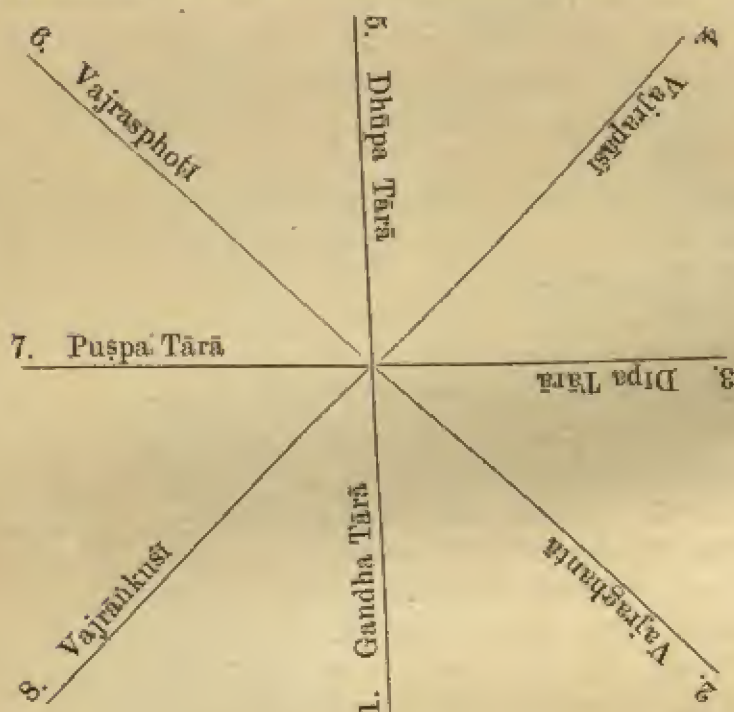 1. Gandha Tārā
2. Vajraghantā
3. Dīpa Tārā
4. Vajrapāśī
5. Dhūpa Tārā
6. Vajrasphoṭī
7. Puṣpa Tārā
8. Vajrāṅkuśī